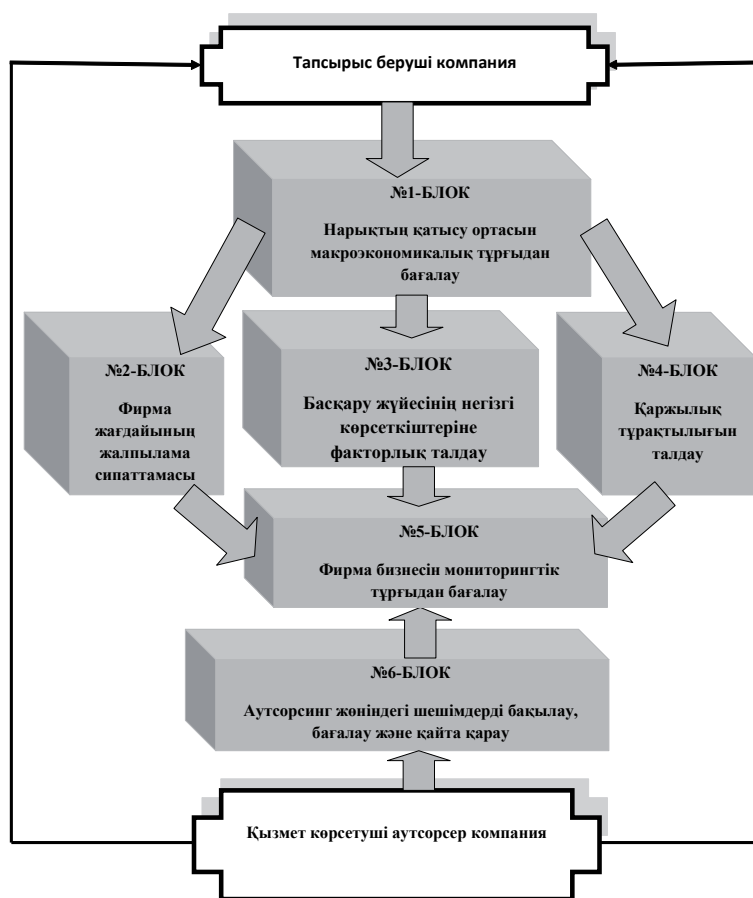 Тапсырыс беруші компания
№1-БЛОК
Нарықтың қатысу ортасын
макроэкономикалық тұрғыдан
бағалау
№2-БЛОК
Фирма
жағдайының
жалпылама
сипаттамасы
№3-БЛОК
Басқару жүйесінің негізгі
көрсеткіштеріне
факторлық талдау
№4-БЛОК
Қаржылық
тұрақтылығын
талдау
№5-БЛОК
Фирма бизнесін мониторингтік
тұрғыдан бағалау
№6-БЛОК
Аутсорсинг жөніндегі шешімдерді бақылау,
бағалау және қайта қарау
Қызмет көрсетуші аутсорсер компания